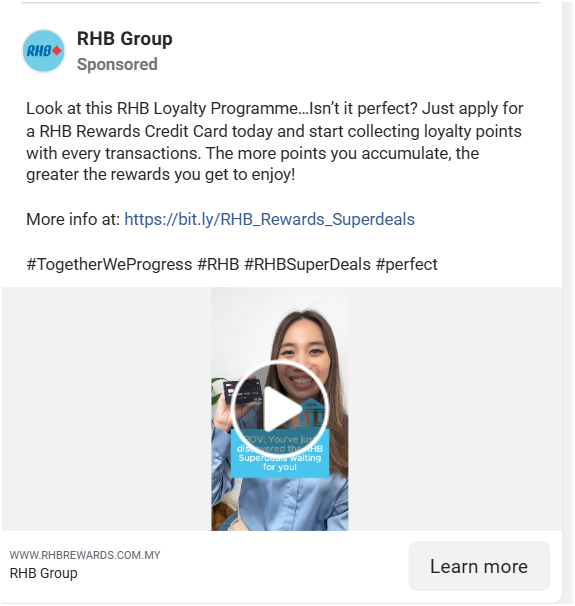 RHB
RHB Group
Sponsored
Look at this RHB Loyalty Programme...Isn't it perfect? Just apply for
a RHB Rewards Credit Card today and start collecting loyalty points
with every transactions. The more points you accumulate, the
greater the rewards you get to enjoy!
More info at: https://bit.ly/RHB_Rewards_Superdeals
#TogetherWeProgress #RHB #RHBSuperDeals #perfect
POV: You've just
discovered the RHB
Superdeals waiting
for you!
WWW.RHBREWARDS.COM.MY
RHB Group
Learn more